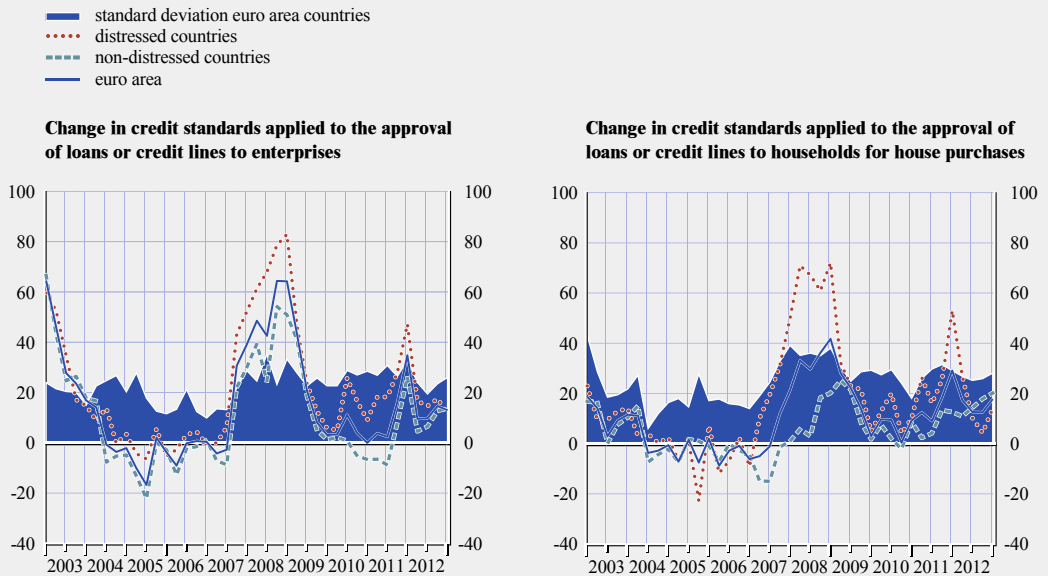 standard deviation euro area countries
distressed countries
non-distressed countries
euro area
Change in credit standards applied to the approval
of loans or credit lines to enterprises
100 100
80 80
60 60
40 40
20 20
0 0
-20 -20
-40 -40
2003 2004 2005 2006 2007 2008 2009 2010 2011 2012
Change in credit standards applied to the approval of
loans or credit lines to households for house purchases
100 100
80 80
60 60
40 40
20 20
0 0
-20 -20
-40 -40
2003 2004 2005 2006 2007 2008 2009 2010 2011 2012